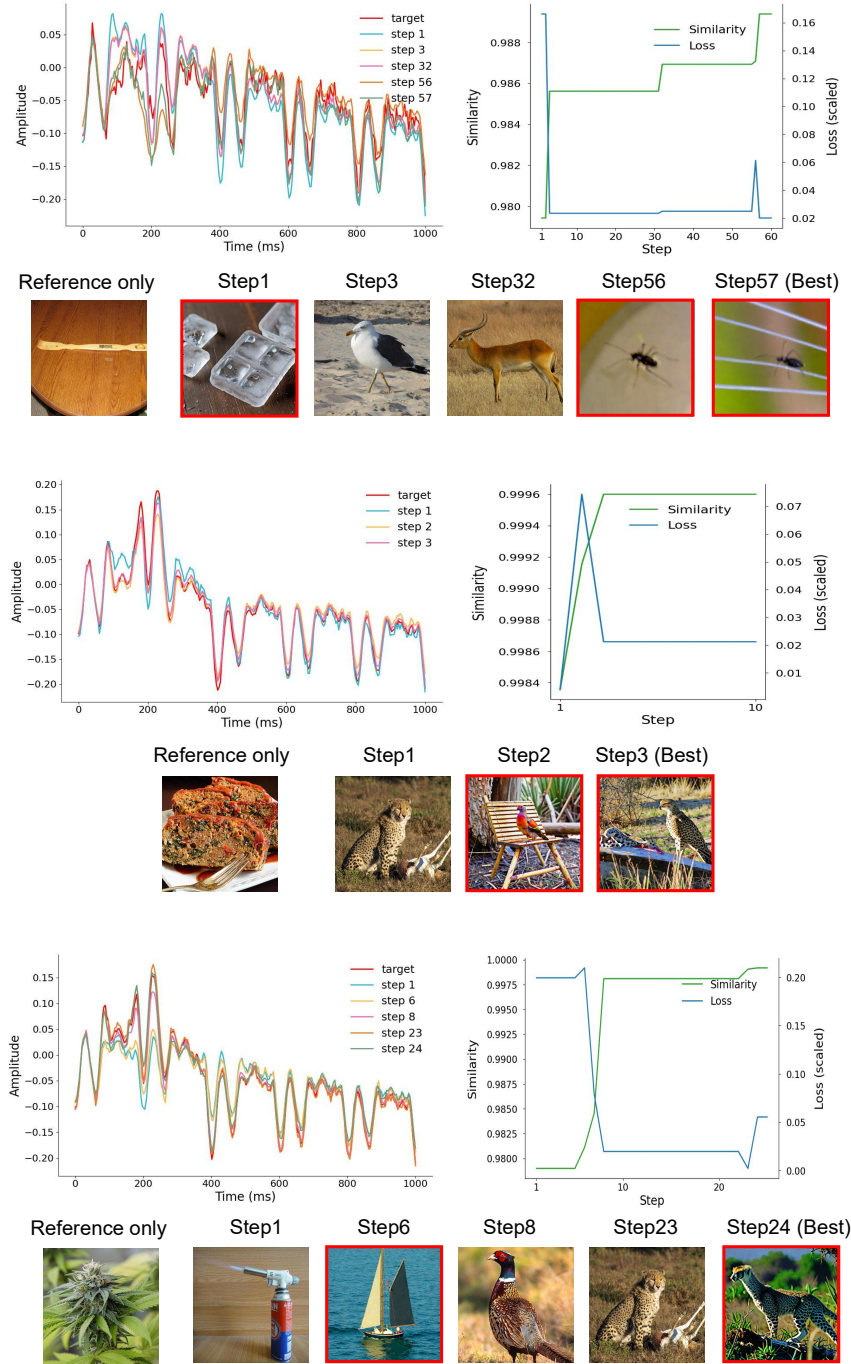 0.05
0.00
−0.05
−0.10
−0.15
−0.20
Amplitude
0
200
400
600
800
1000
Time (ms)
target
step 1
step 3
step 32
step 56
step 57
0.988
0.986
0.984
0.982
0.980
Similarity
Similarity
Loss
0.16
0.14
0.12
0.10
0.08
0.06
0.04
0.02
Loss (scaled)
1
10
20
30
40
50
60
Step
Reference only
Step1
Step3
Step32
Step56
Step57 (Best)
0.20
0.15
0.10
0.05
0.00
−0.05
−0.10
−0.15
−0.20
Amplitude
0
200
400
600
800
1000
Time (ms)
target
step 1
step 2
step 3
0.9996
0.9994
0.9992
0.9990
0.9988
0.9986
0.9984
Similarity
Similarity
Loss
0.07
0.06
0.05
0.04
0.03
0.02
0.01
Loss (scaled)
1
10
Step
Reference only
Step1
Step2
Step3 (Best)
0.15
0.10
0.05
0.00
−0.05
−0.10
−0.15
−0.20
Amplitude
0
200
400
600
800
1000
Time (ms)
target
step 1
step 6
step 8
step 23
step 24
1.0000
0.9975
0.9950
0.9925
0.9900
0.9875
0.9850
0.9825
0.9800
Similarity
Similarity
Loss
0.20
0.15
0.10
0.05
0.00
Loss (scaled)
1
10
20
Step
Reference only
Step1
Step6
Step8
Step23
Step24 (Best)